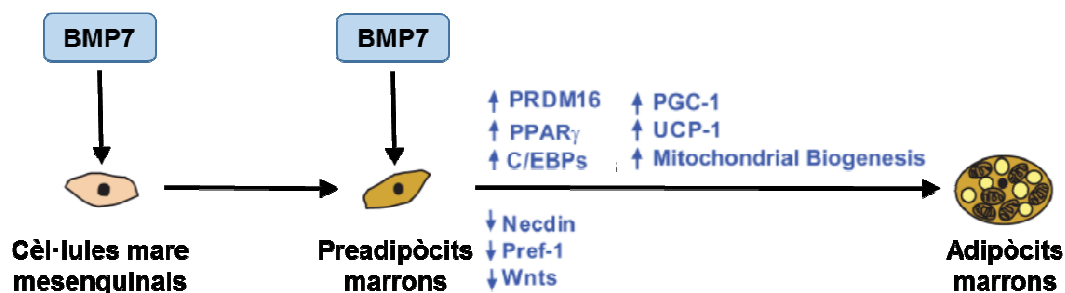 BMP7
BMP7
↑ PRDM16
↑ PPARγ
↑ C/EBPs
↑ PGC-1
↑ UCP-1
↑ Mitochondrial Biogenesis
↓ Necdin
↓ Pref-1
↓ Wnts
Cèl·lules mare
mesenquinals
Preadipòcits
marrons
Adipòcits
marrons